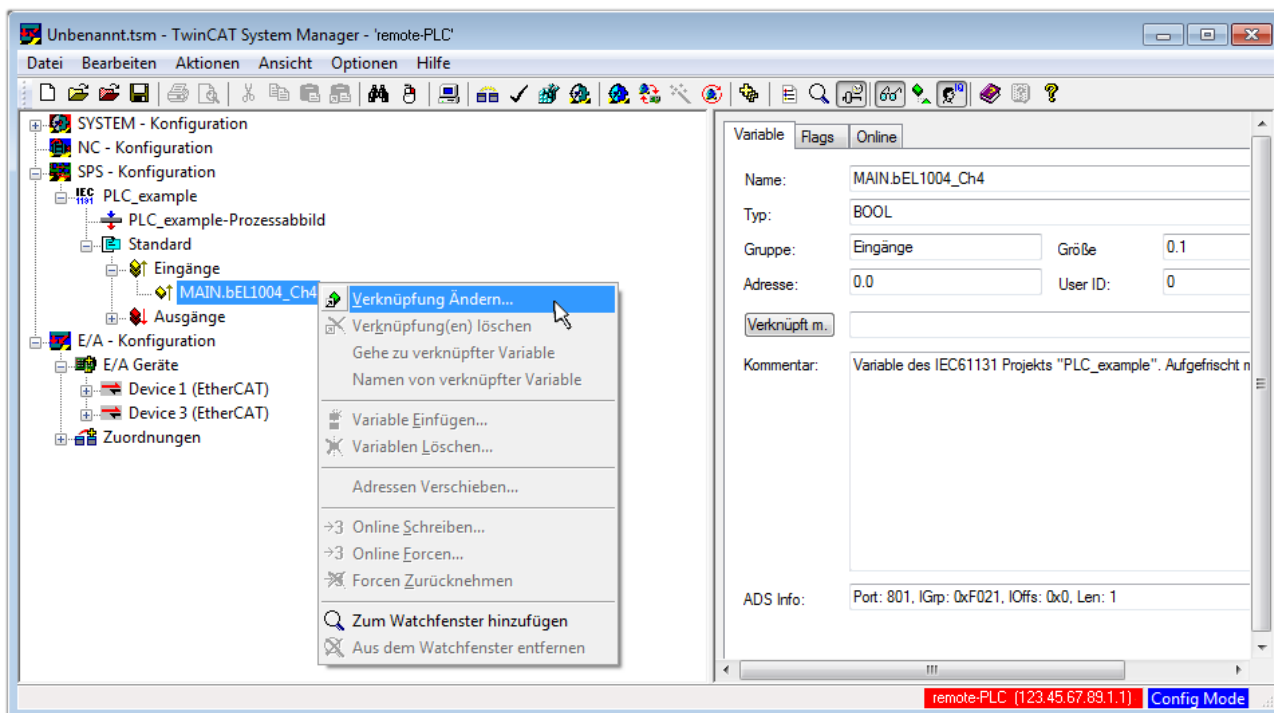 Unbenannt.tsm - TwinCAT System Manager - 'remote-PLC'
Datei Bearbeiten Aktionen Ansicht Optionen Hilfe
SYSTEM - Konfiguration
NC - Konfiguration
SPS - Konfiguration
IEC 1131 PLC_example
PLC_example-Prozessabbild
Standard
Eingänge
MAIN.bEL1004_Ch4
Ausgänge
E/A - Konfiguration
E/A Geräte
Device 1 (EtherCAT)
Device 3 (EtherCAT)
Zuordnungen
Verknüpfung Ändern...
Verknüpfung(en) löschen
Gehe zu verknüpfter Variable
Namen von verknüpfter Variable
Variable Einfügen...
Variablen Löschen...
Adressen Verschieben...
→3 Online Schreiben...
→3 Online Forcen...
Forcen Zurücknehmen
Zum Watchfenster hinzufügen
Aus dem Watchfenster entfernen
Variable Flags Online
Name: MAIN.bEL1004_Ch4
Typ: BOOL
Gruppe: Eingänge Größe 0.1
Adresse: 0.0 User ID: 0
Verknüpft m.
Kommentar: Variable des IEC61131 Projekts "PLC_example". Aufgefrischt
ADS Info: Port: 801, IGrp: 0xF021, IOffs: 0x0, Len: 1
remote-PLC (123.45.67.89.1.1) Config Mode